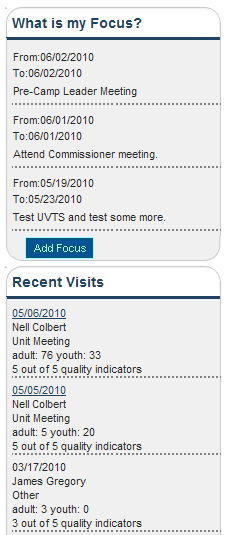 What is my Focus?
From:06/02/2010
To:06/02/2010
Pre-Camp Leader Meeting
From:06/01/2010
To:06/01/2010
Attend Commissioner meeting.
From:05/19/2010
To:05/23/2010
Test UVTS and test some more.
Add Focus
Recent Visits
05/06/2010
Nell Colbert
Unit Meeting
adult: 76 youth: 33
5 out of 5 quality indicators
05/05/2010
Nell Colbert
Unit Meeting
adult: 5 youth: 20
5 out of 5 quality indicators
03/17/2010
James Gregory
Other
adult: 3 youth: 0
3 out of 5 quality indicators